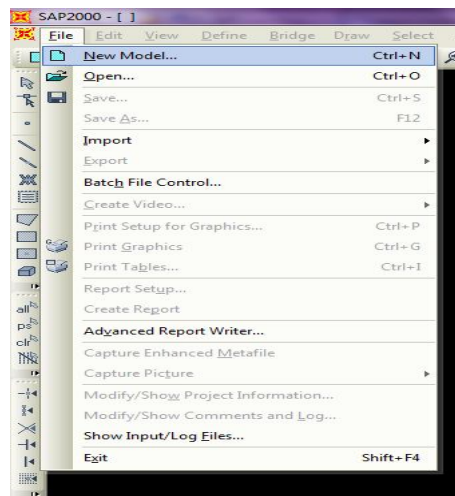 SAP2000 - [ ]
File Edit View Define Bridge Draw Select
New Model... Ctrl+N
Open... Ctrl+O
Save... Ctrl+S
Save As... F12
Import
Export
Batch File Control...
Create Video...
Print Setup for Graphics... Ctrl+P
Print Graphics Ctrl+G
Print Tables... Ctrl+I
Report Setup...
Create Report
Advanced Report Writer...
Capture Enhanced Metafile
Capture Picture
Modify/Show Project Information...
Modify/Show Comments and Log...
Show Input/Log Files...
Exit Shift+F4
all
ps
clr